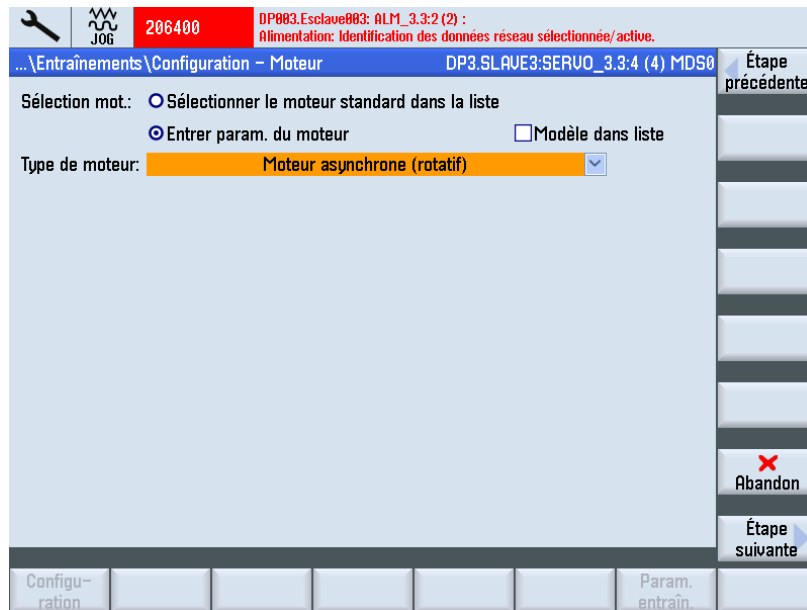 JOG
206400
DP003.Esclave003: ALM_3.3:2 (2) :
Alimentation: Identification des données réseau sélectionnée/active.
...\Entraînements\Configuration - Moteur
DP3.SLAVE3:SERVO_3.3:4 (4) MDS0
Étape
précédente
Sélection mot.:
Sélectionner le moteur standard dans la liste
Entrer param. du moteur
Modèle dans liste
Type de moteur:
Moteur asynchrone (rotatif)
Abandon
Étape
suivante
Configu-
ration
Param.
entraîn.